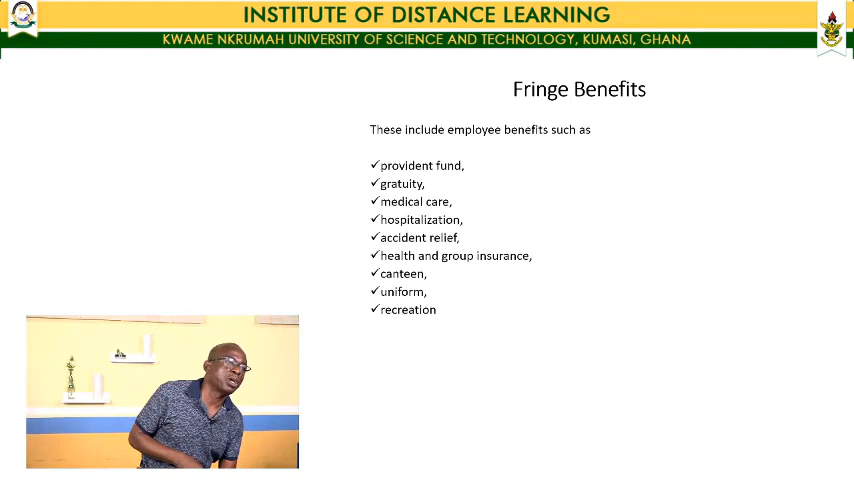 INSTITUTE OF DISTANCE LEARNING
KWAME NKRUMAH UNIVERSITY OF SCIENCE AND TECHNOLOGY, KUMASI, GHANA
Fringe Benefits
These include employee benefits such as
✓provident fund,
✓gratuity,
✓medical care,
✓hospitalization,
✓accident relief,
✓health and group insurance,
✓canteen,
✓uniform,
✓recreation